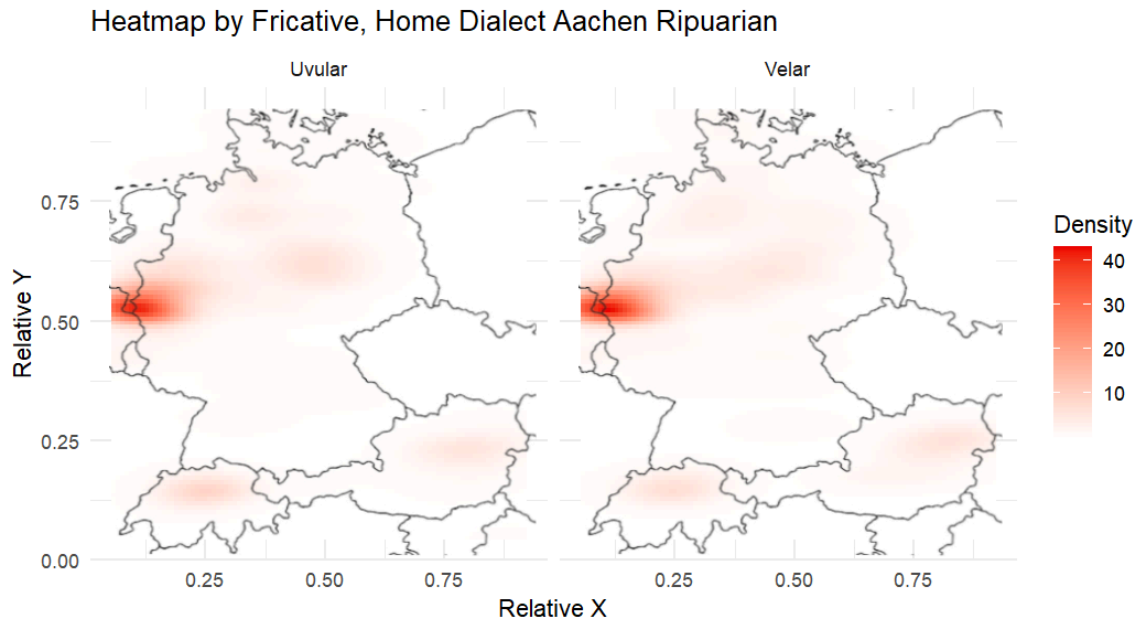 Heatmap by Fricative, Home Dialect Aachen Ripuarian
Uvular
Velar
Relative Y
0.75
0.50
0.25
0.00
0.25
0.50
0.75
0.25
0.50
0.75
Relative X
Density
40
30
20
10